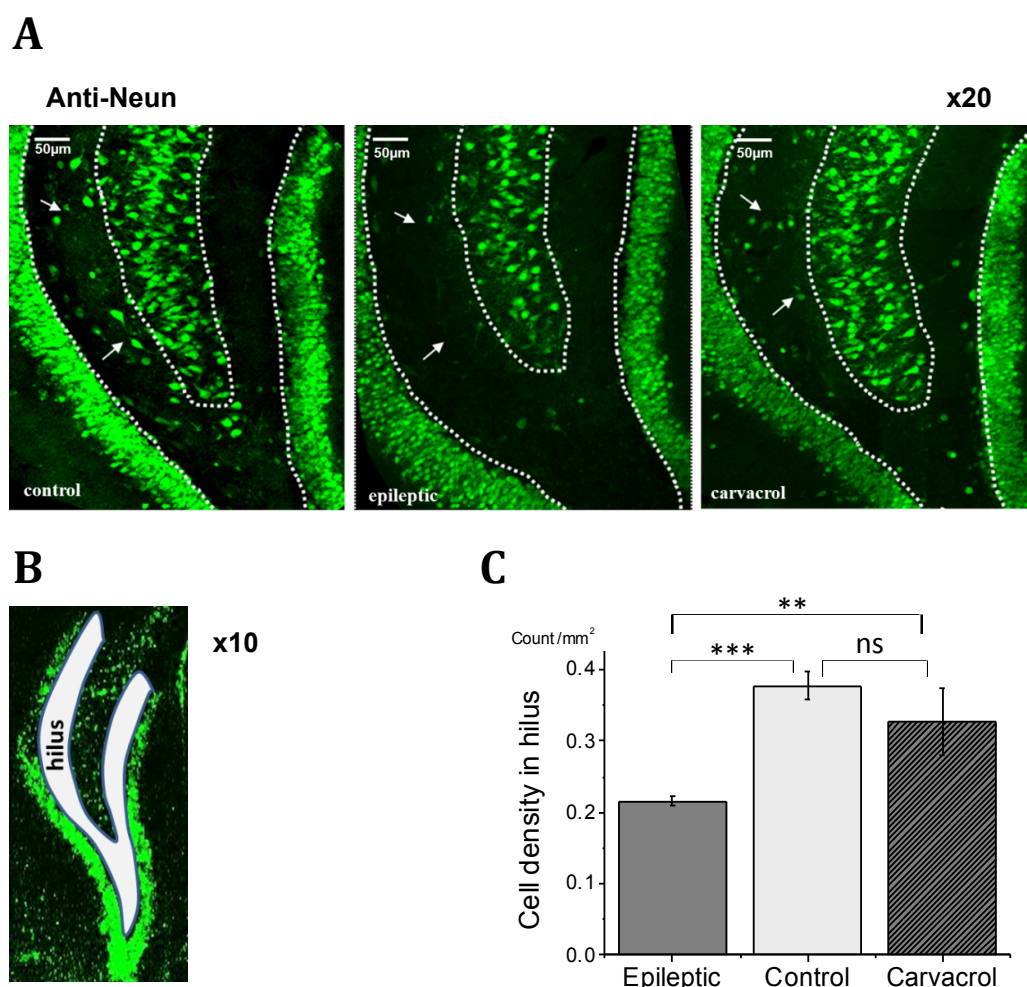 A
Anti-Neun x20
50µm 50µm 50µm
control epileptic carvacrol
B
hilus
x10
C
**
*** ns
Count/mm²
Cell density in hilus
0.4
0.3
0.2
0.1
0.0
Epileptic Control Carvacrol